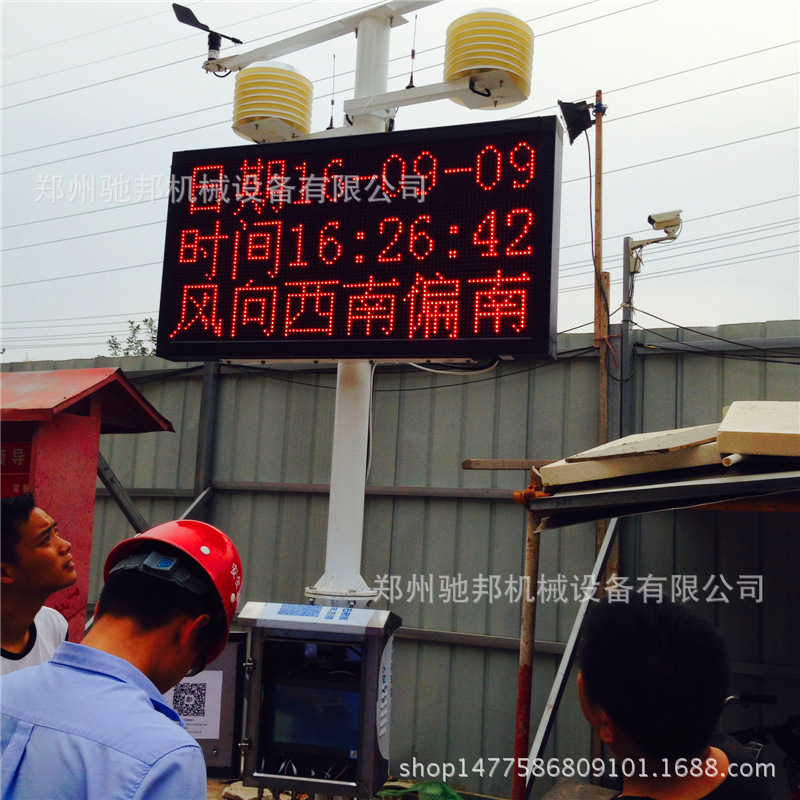 日期16-09-09
郑州驰邦机械设备有限公司
时间16:26:42
风向西南偏南
郑州驰邦机械设备有限公司
shop1477586809101.1688.com